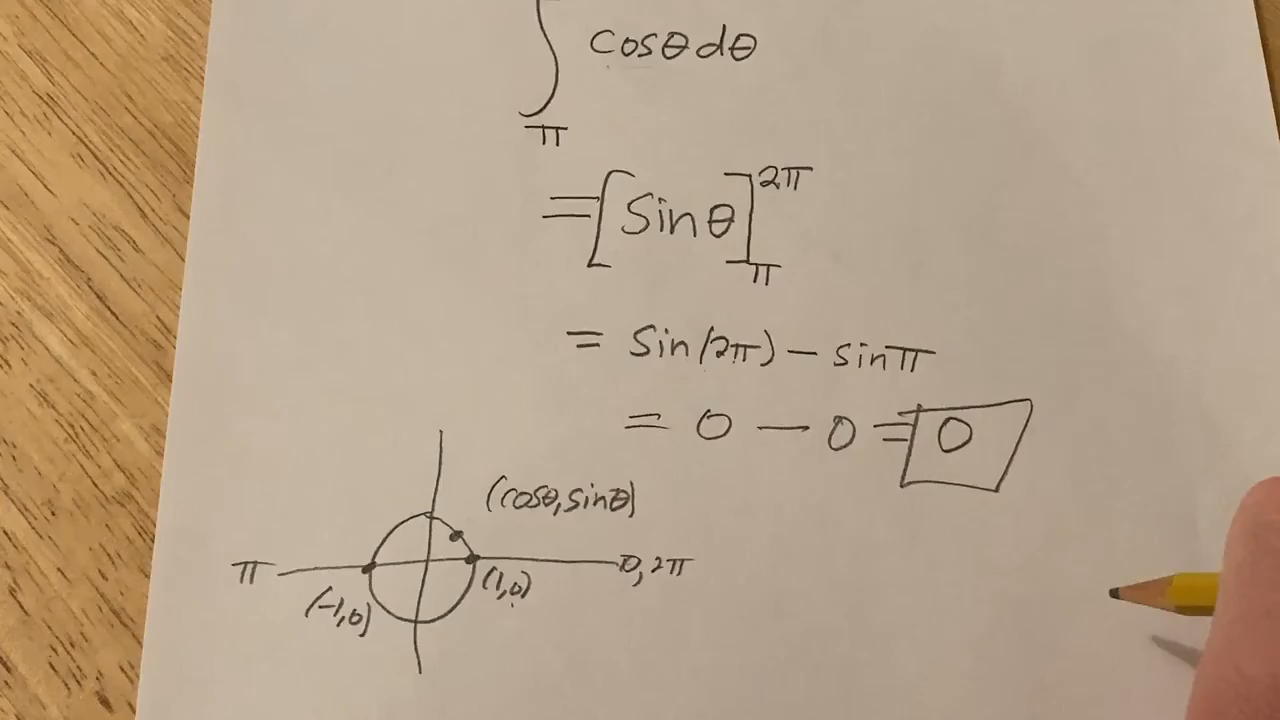 ∫ cosθdθ
π
= [sinθ] 2π
π
= sin(2π) – sinπ
= 0 – 0 = 0
(cosθ, sinθ)
π 0, 2π
(-1,0) (1,0)